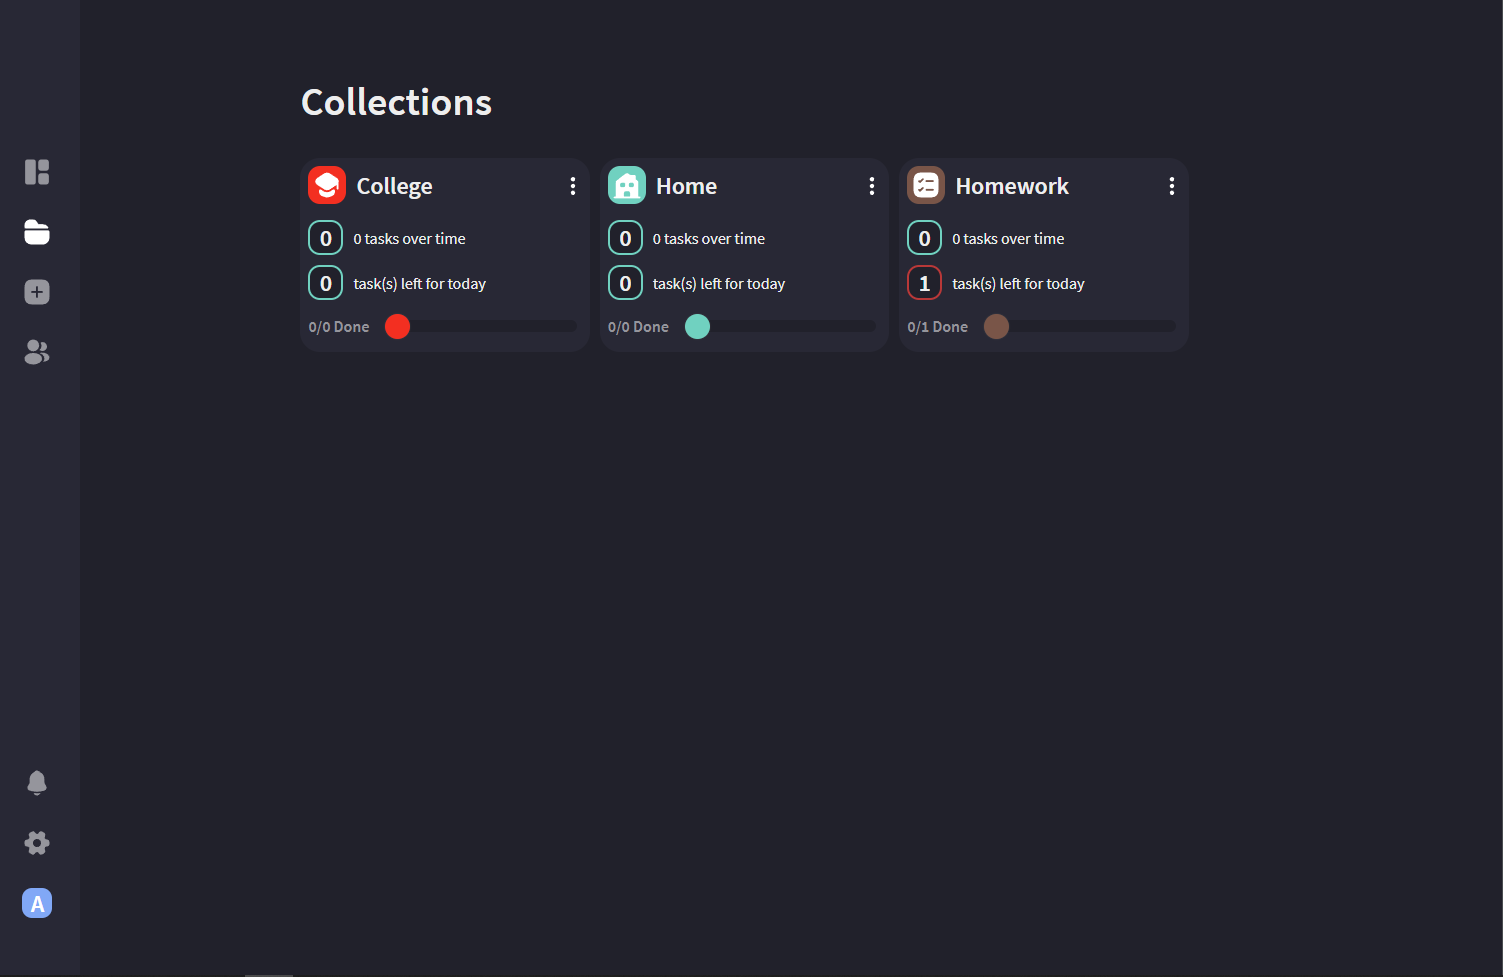 Collections
College
0
0 tasks over time
0
task(s) left for today
0/0 Done
Home
0
0 tasks over time
0
task(s) left for today
0/0 Done
Homework
0
0 tasks over time
1
task(s) left for today
0/1 Done
A